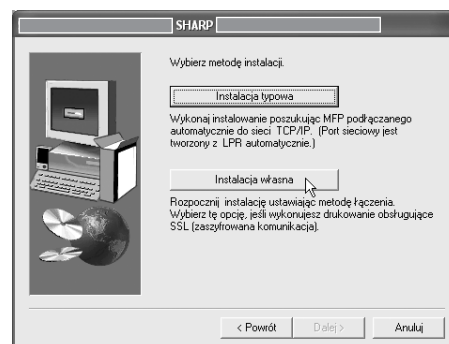 SHARP
Wybierz metodę instalacji.
Instalacja typowa
Wykonaj instalowanie poszukując MFP podłączanego
automatycznie do sieci TCP/IP. (Port sieciowy jest
tworzony z LPR automatycznie.)
Instalacja własna
Rozpocznij instalację ustawiając metodę łączenia.
Wybierz tę opcję, jeśli wykonujesz drukowanie obsługujące
SSL (zaszyfrowana komunikacja).
< Powrót Dalej > Anuluj